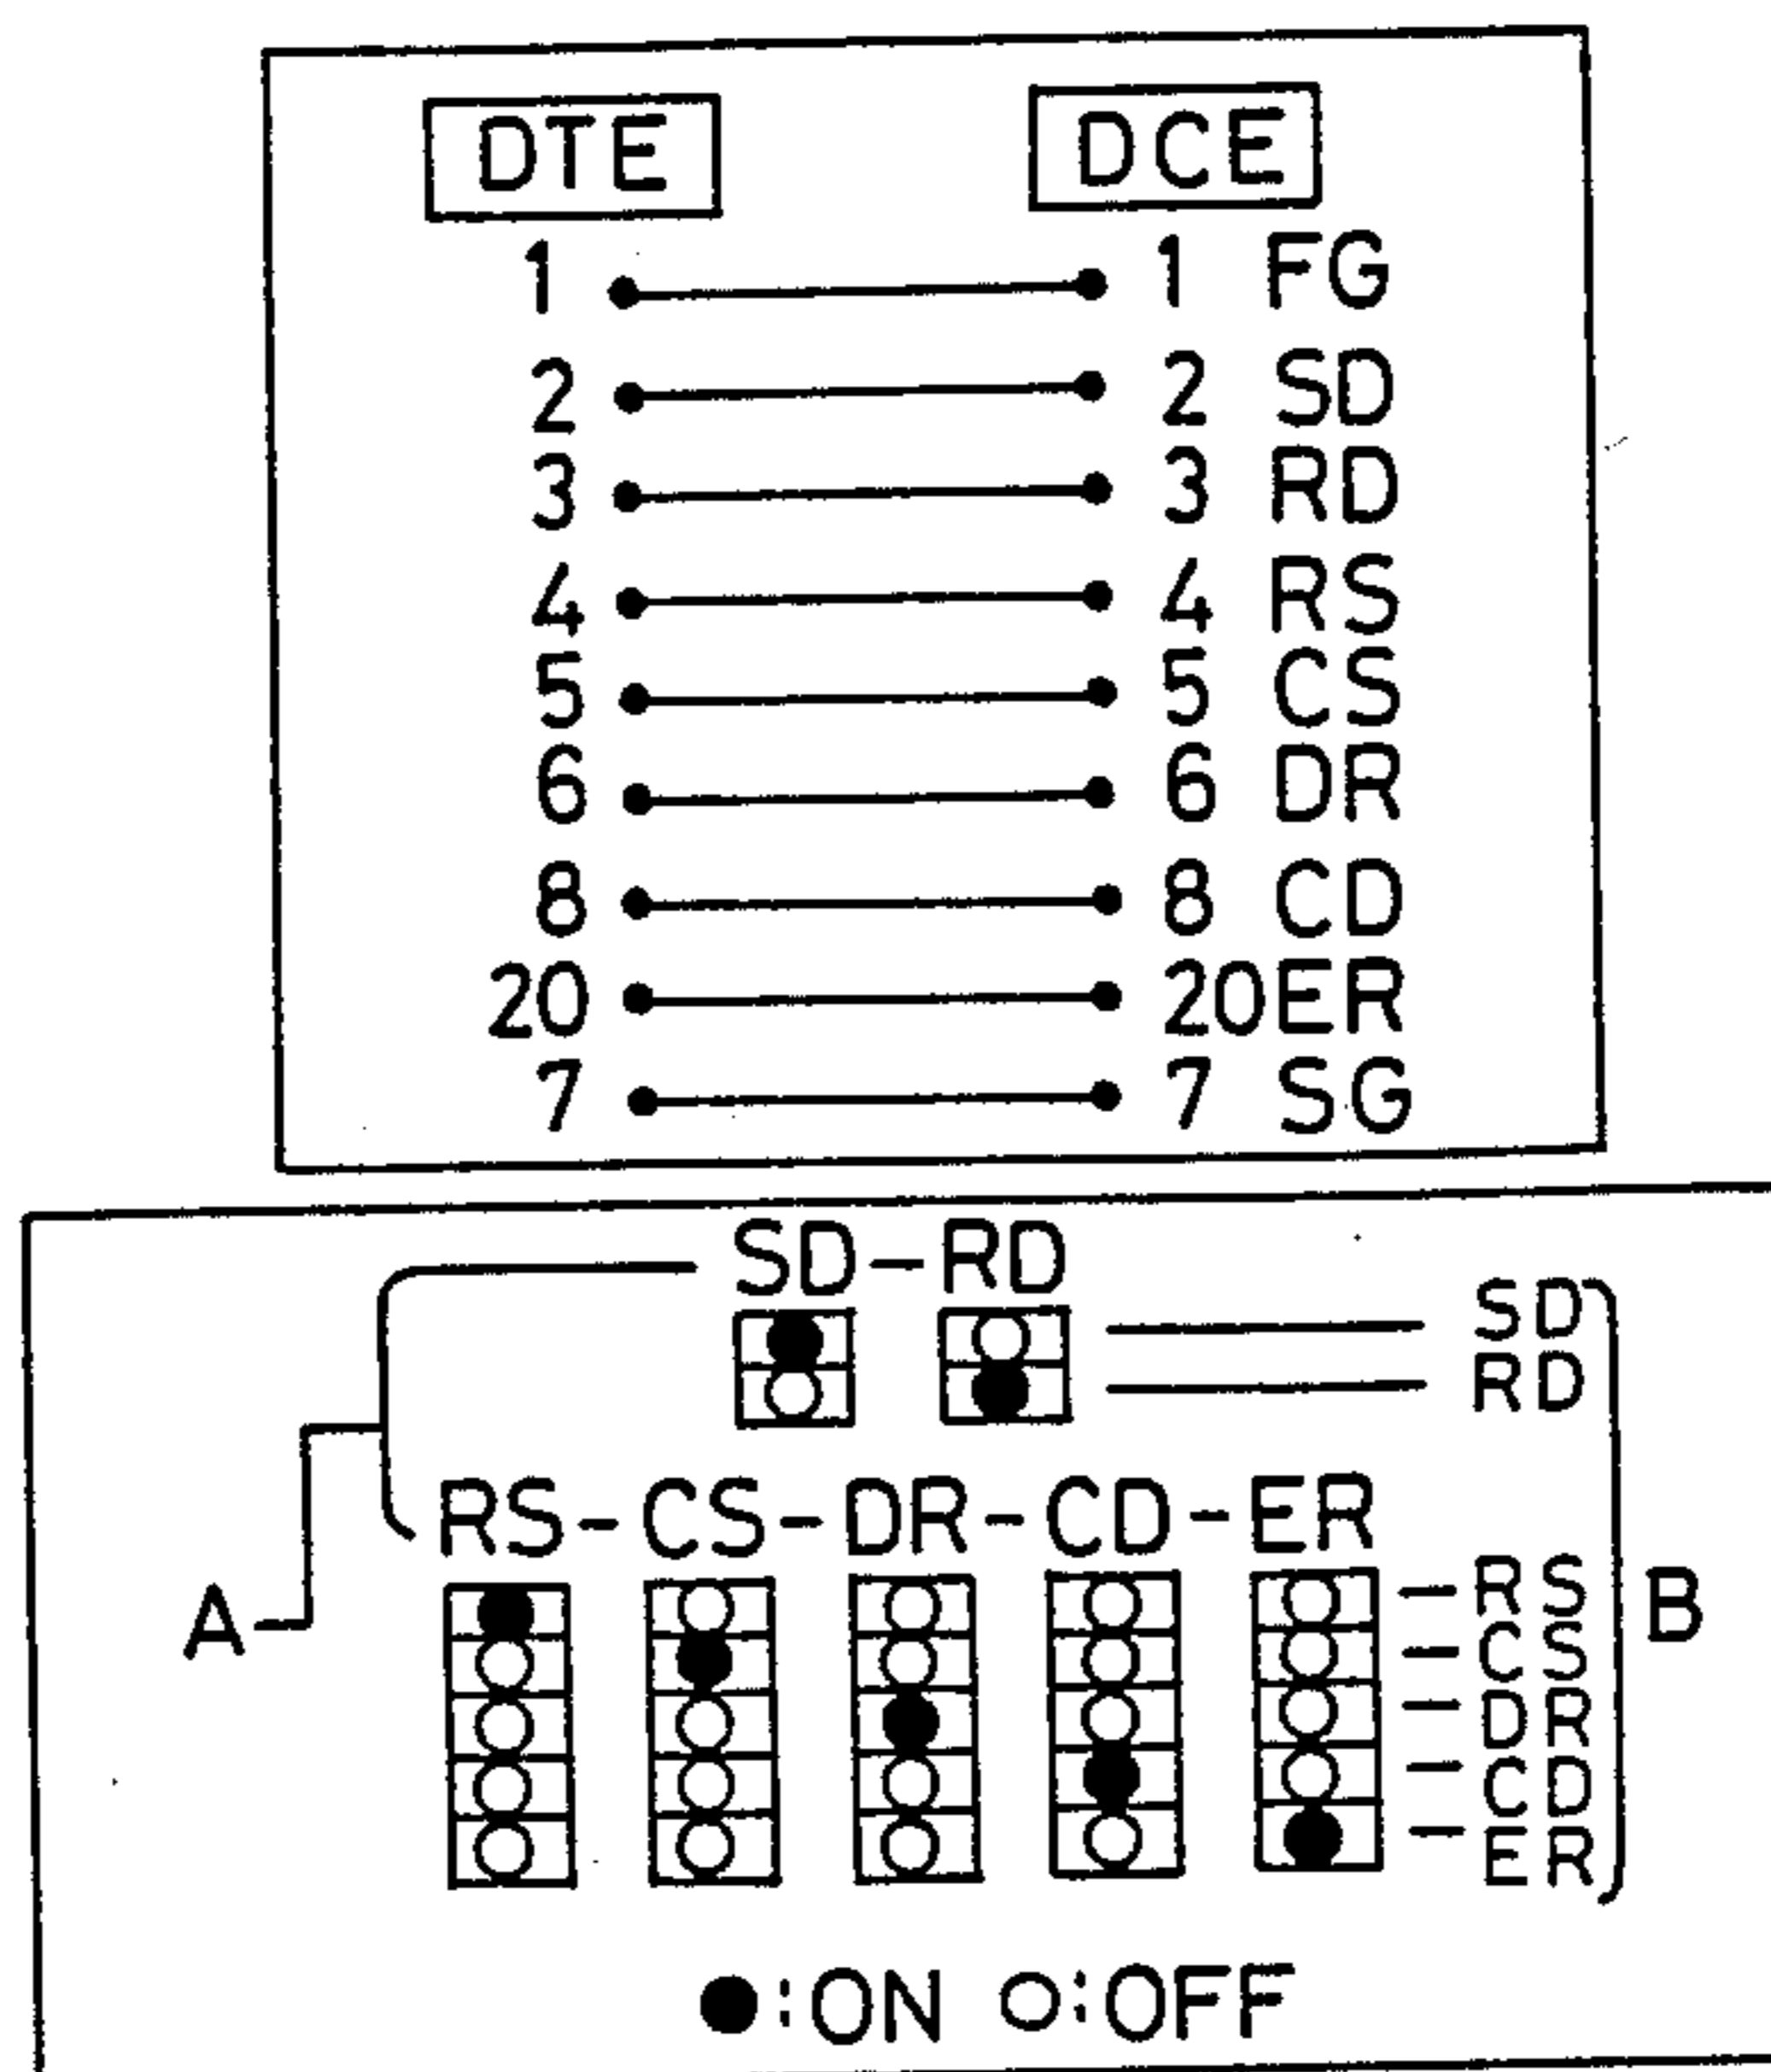 DTE DCE
1 1 FG
2 2 SD
3 3 RD
4 4 RS
5 5 CS
6 6 DR
8 8 CD
20 20 ER
7 7 SG
SD-RD
SD
RD
RS-CS-DR-CD-ER
A
B
-RS
-CS
-DR
-CD
-ER
●:ON ○:OFF